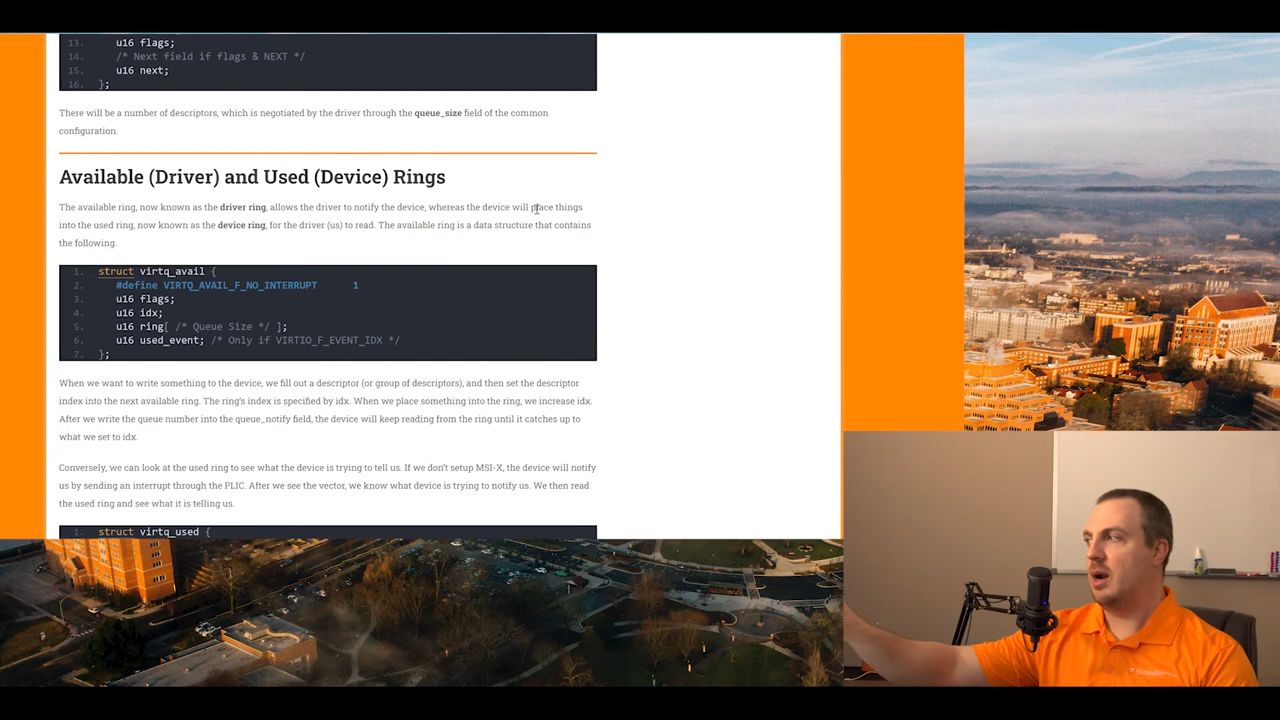 13. u16 flags;
14. /* Next field if flags & NEXT */
15. u16 next;
16. };
There will be a number of descriptors, which is negotiated by the driver through the queue_size field of the common
configuration.
Available (Driver) and Used (Device) Rings
The available ring, now known as the driver ring, allows the driver to notify the device, whereas the device will place things
into the used ring, now known as the device ring, for the driver (us) to read. The available ring is a data structure that contains
the following.
1. struct virtq_avail {
2. #define VIRTQ_AVAIL_F_NO_INTERRUPT 1
3. u16 flags;
4. u16 idx;
5. u16 ring[ /* Queue Size */ ];
6. u16 used_event; /* Only if VIRTIO_F_EVENT_IDX */
7. };
When we want to write something to the device, we fill out a descriptor (or group of descriptors), and then set the descriptor
index into the next available ring. The ring's index is specified by idx. When we place something into the ring, we increase idx.
After we write the queue number into the queue_notify field, the device will keep reading from the ring until it catches up to
what we set to idx.
Conversely, we can look at the used ring to see what the device is trying to tell us. If we don't setup MSI-X, the device will notify
us by sending an interrupt through the PLIC. After we see the vector, we know what device is trying to notify us. We then read
the used ring and see what it is telling us.
1. struct virtq_used {